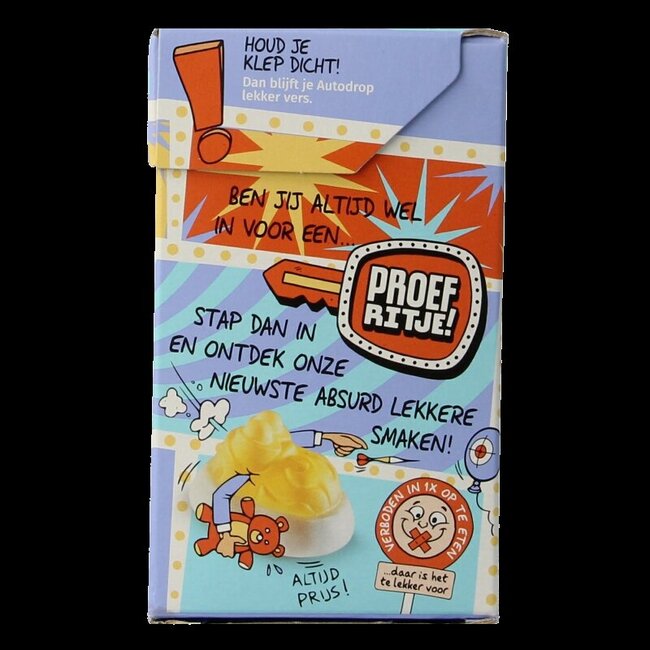 HOUD JE
KLEP DICHT!
Dan blijft je Autodrop
lekker vers.
BEN JIJ ALTIJD WEL
IN VOOR EEN...
PROEF
RITJE!
STAP DAN IN
EN ONTDEK ONZE
NIEUWSTE ABSURD LEKKERE
SMAKEN!
ALTIJD
PRIJS!
VERBODEN IN 1X OP TE ETEN
...daar is het
te lekker voor